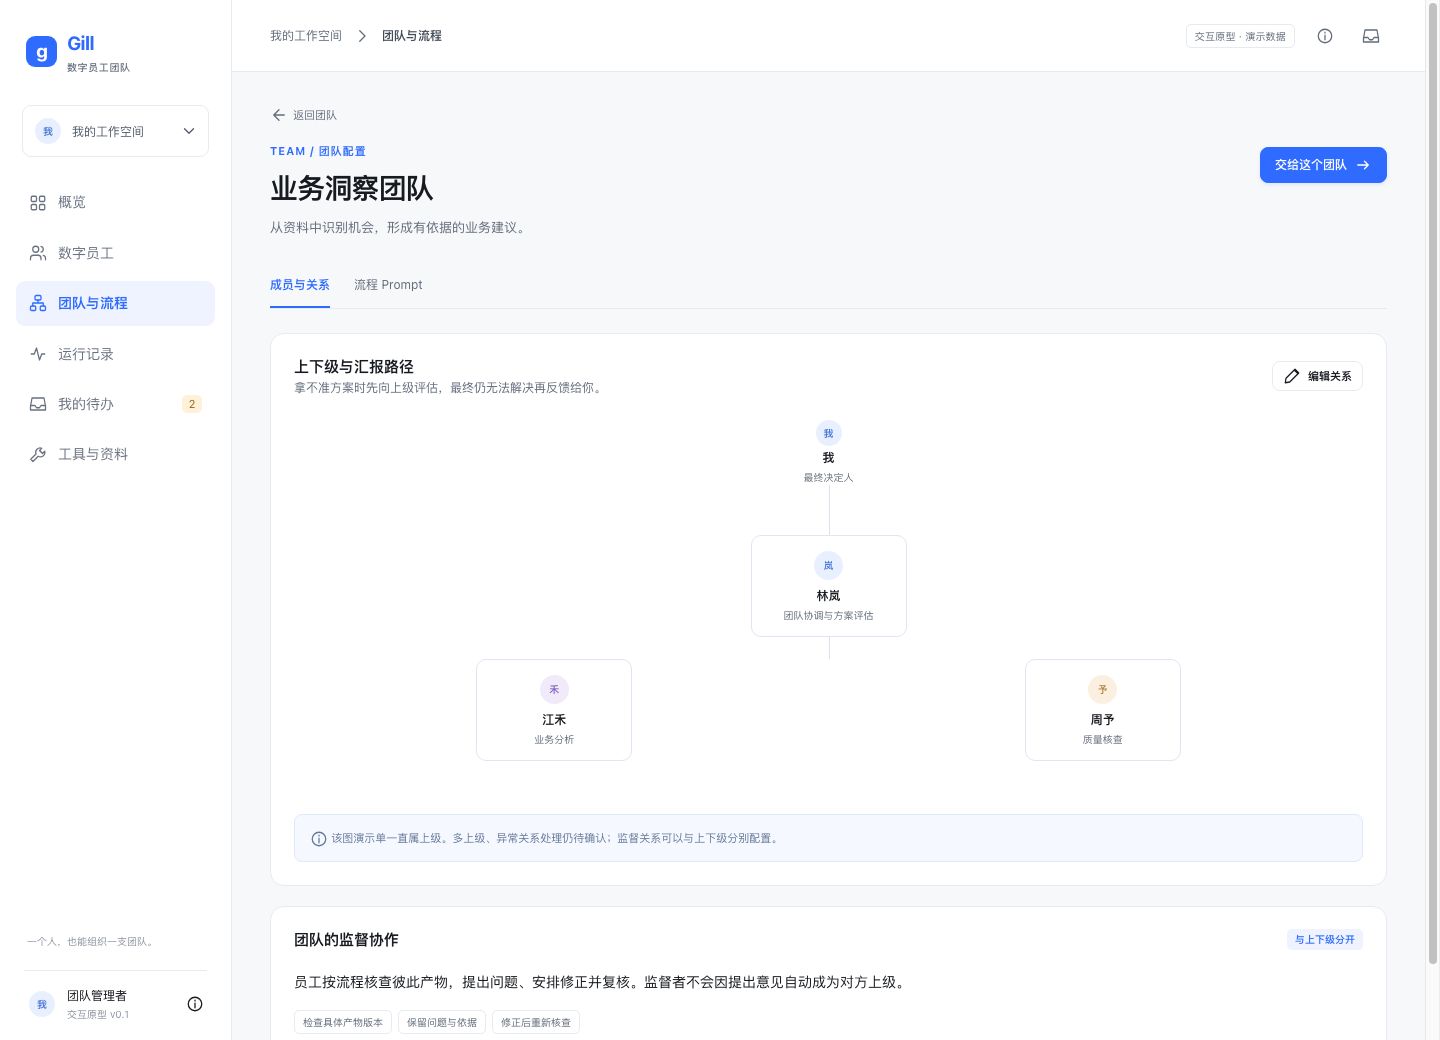 g
Gill
数字员工团队
我 我的工作空间
概览
数字员工
团队与流程
运行记录
我的待办 2
工具与资料
一个人，也能组织一支团队。
我 团队管理者
交互原型 v0.1
我的工作空间 > 团队与流程
交互原型 · 演示数据
返回团队
TEAM / 团队配置
业务洞察团队
从资料中识别机会，形成有依据的业务建议。
交给这个团队
成员与关系 流程 Prompt
上下级与汇报路径
拿不准方案时先向上级评估，最终仍无法解决再反馈给你。
编辑关系
我
我
最终决定人
岚
林岚
团队协调与方案评估
禾
江禾
业务分析
予
周予
质量核查
该图演示单一直属上级。多上级、异常关系处理仍待确认；监督关系可以与上下级分别配置。
团队的监督协作
与上下级分开
员工按流程核查彼此产物，提出问题、安排修正并复核。监督者不会因提出意见自动成为对方上级。
检查具体产物版本 保留问题与依据 修正后重新核查